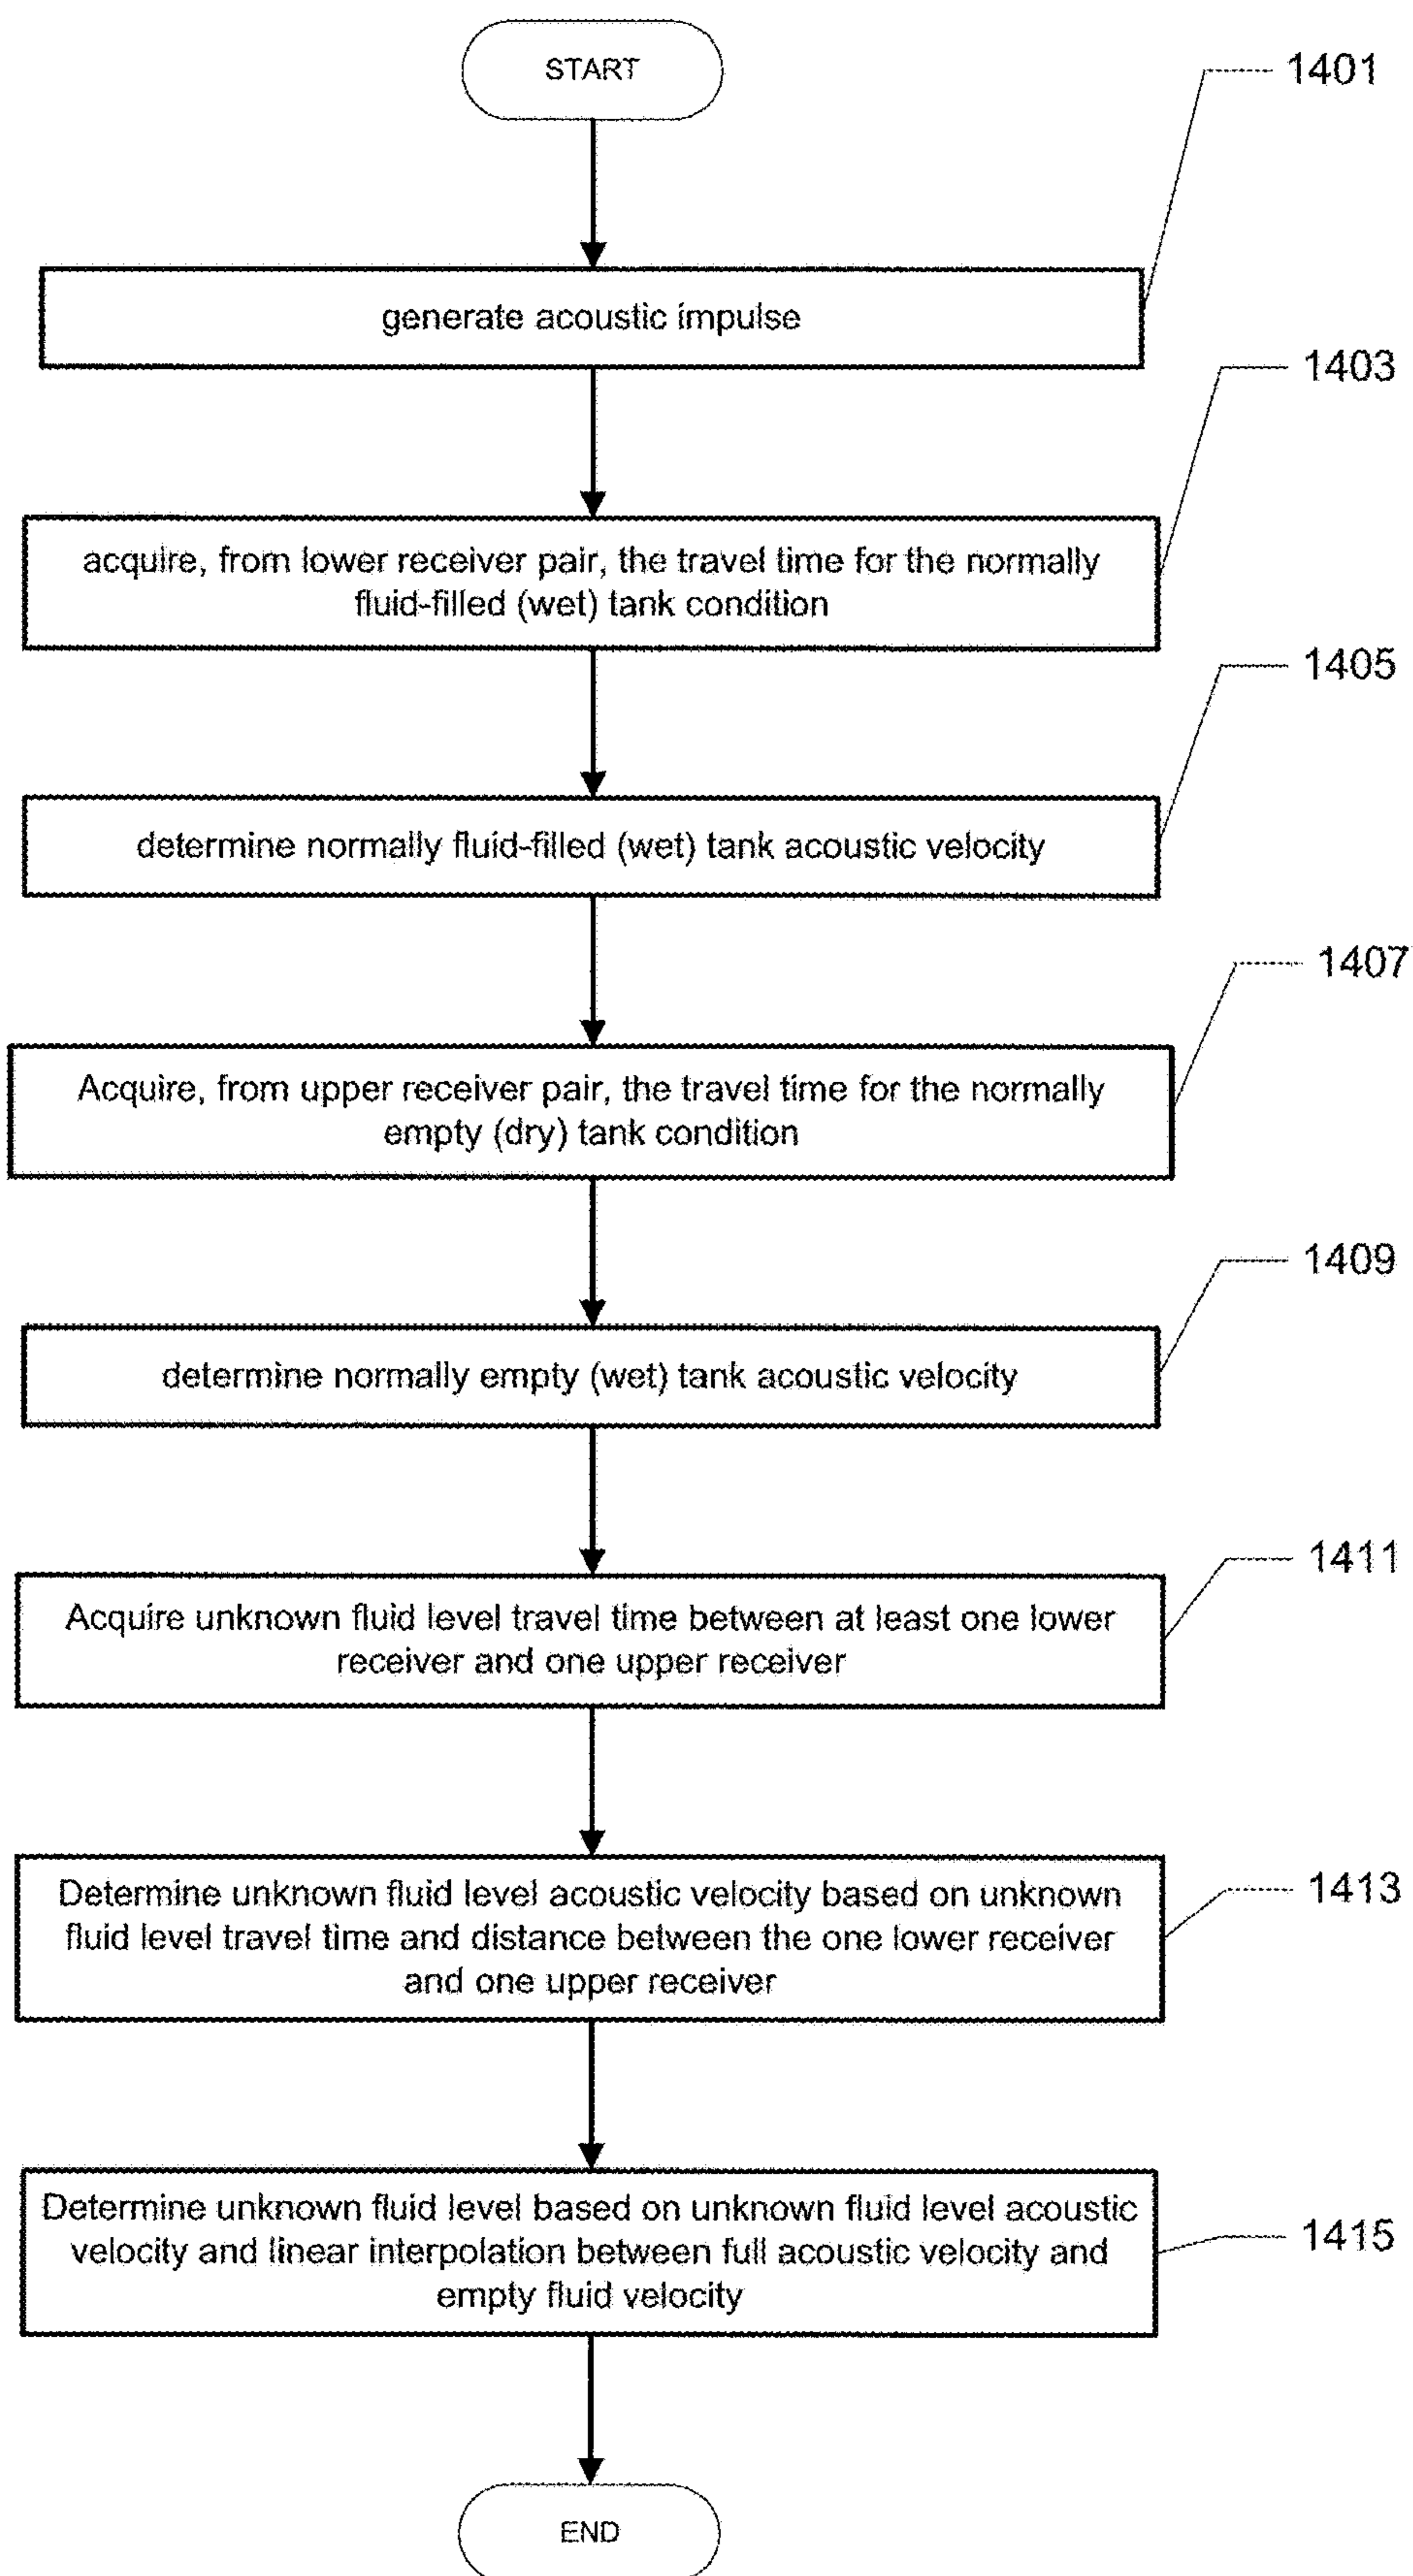 START
1401
generate acoustic impulse
1403
acquire, from lower receiver pair, the travel time for the normally
fluid-filled (wet) tank condition
1405
determine normally fluid-filled (wet) tank acoustic velocity
1407
Acquire, from upper receiver pair, the travel time for the normally
empty (dry) tank condition
1409
determine normally empty (wet) tank acoustic velocity
1411
Acquire unknown fluid level travel time between at least one lower
receiver and one upper receiver
1413
Determine unknown fluid level acoustic velocity based on unknown
fluid level travel time and distance between the one lower receiver
and one upper receiver
1415
Determine unknown fluid level based on unknown fluid level acoustic
velocity and linear interpolation between full acoustic velocity and
empty fluid velocity
END